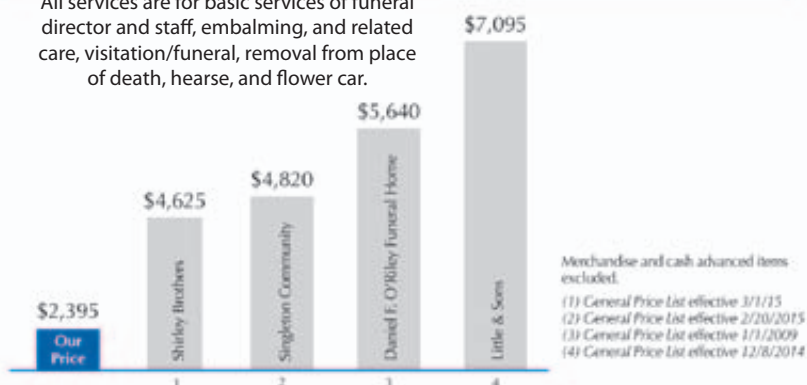 All services are for basic services of funeral
director and staff, embalming, and related
care, visitation/funeral, removal from place
of death, hearse, and flower car.
$7,095
$5,640
$4,820
$4,625
$2,395
Our
Price
Shirley Brothers
Singleton Community
Daniel F. O'Riley Funeral Home
Little & Sons
1
2
3
4
Merchandise and cash advanced items
excluded.
(1) General Price List effective 3/1/15
(2) General Price List effective 2/20/2015
(3) General Price List effective 1/1/2009
(4) General Price List effective 12/8/2014